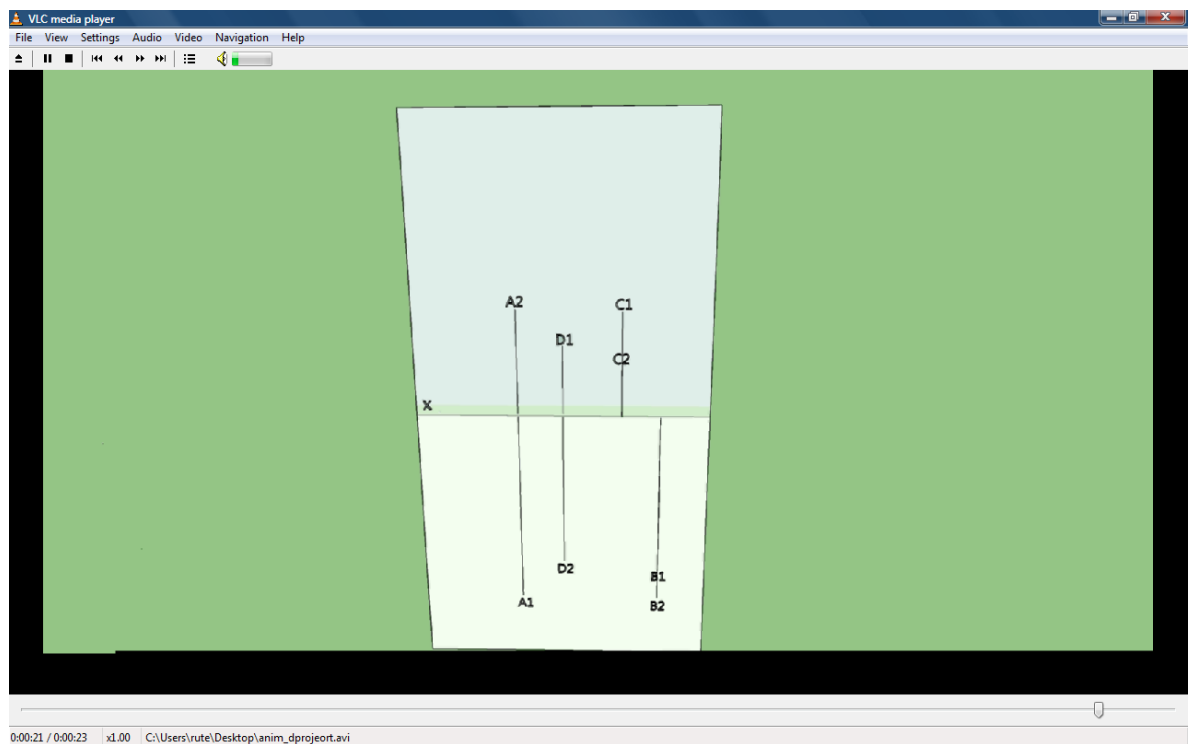 VLC media player
File View Settings Audio Video Navigation Help
A2 C1
D1
C2
X
D2
B1
A1 B2
0:00:21 / 0:00:23 x1.00 C:\Users\rute\Desktop\anim_dprojeort.avi